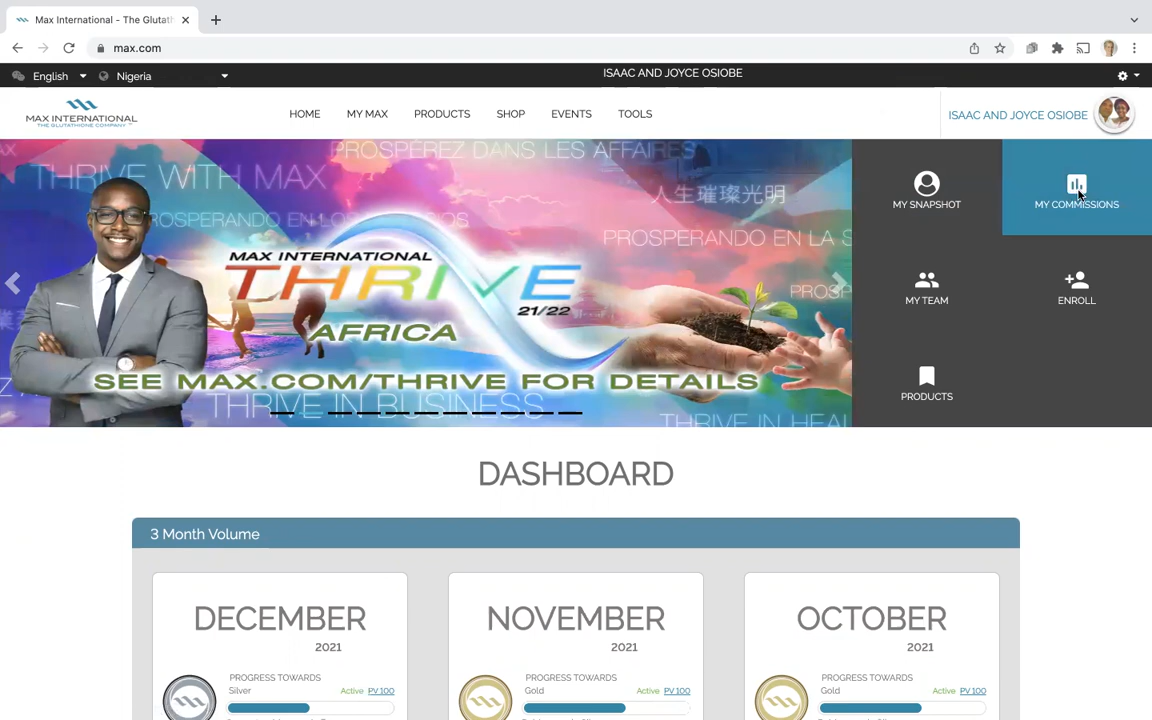 Max International - The Glutath
max.com
English
Nigeria
ISAAC AND JOYCE OSIOBE
MAX INTERNATIONAL
THE GLUTATHIONE COMPANY
HOME
MY MAX
PRODUCTS
SHOP
EVENTS
TOOLS
ISAAC AND JOYCE OSIOBE
PROSPÉREZ DANS LES AFFAIRES
THRIVE WITH MAX
人生璀璨光明
PROSPERANDO EN LOS
PROSPERANDO EN LA S
MAX INTERNATIONAL
THRIVE
21/22
AFRICA
SEE MAX.COM/THRIVE FOR DETAILS
THRIVE IN BUSINESS
THRIVE IN HEAL
MY SNAPSHOT
MY COMMISSIONS
MY TEAM
ENROLL
PRODUCTS
DASHBOARD
3 Month Volume
DECEMBER
2021
PROGRESS TOWARDS
Silver
Active PV 100
NOVEMBER
2021
PROGRESS TOWARDS
Gold
Active PV 100
OCTOBER
2021
PROGRESS TOWARDS
Gold
Active PV 100